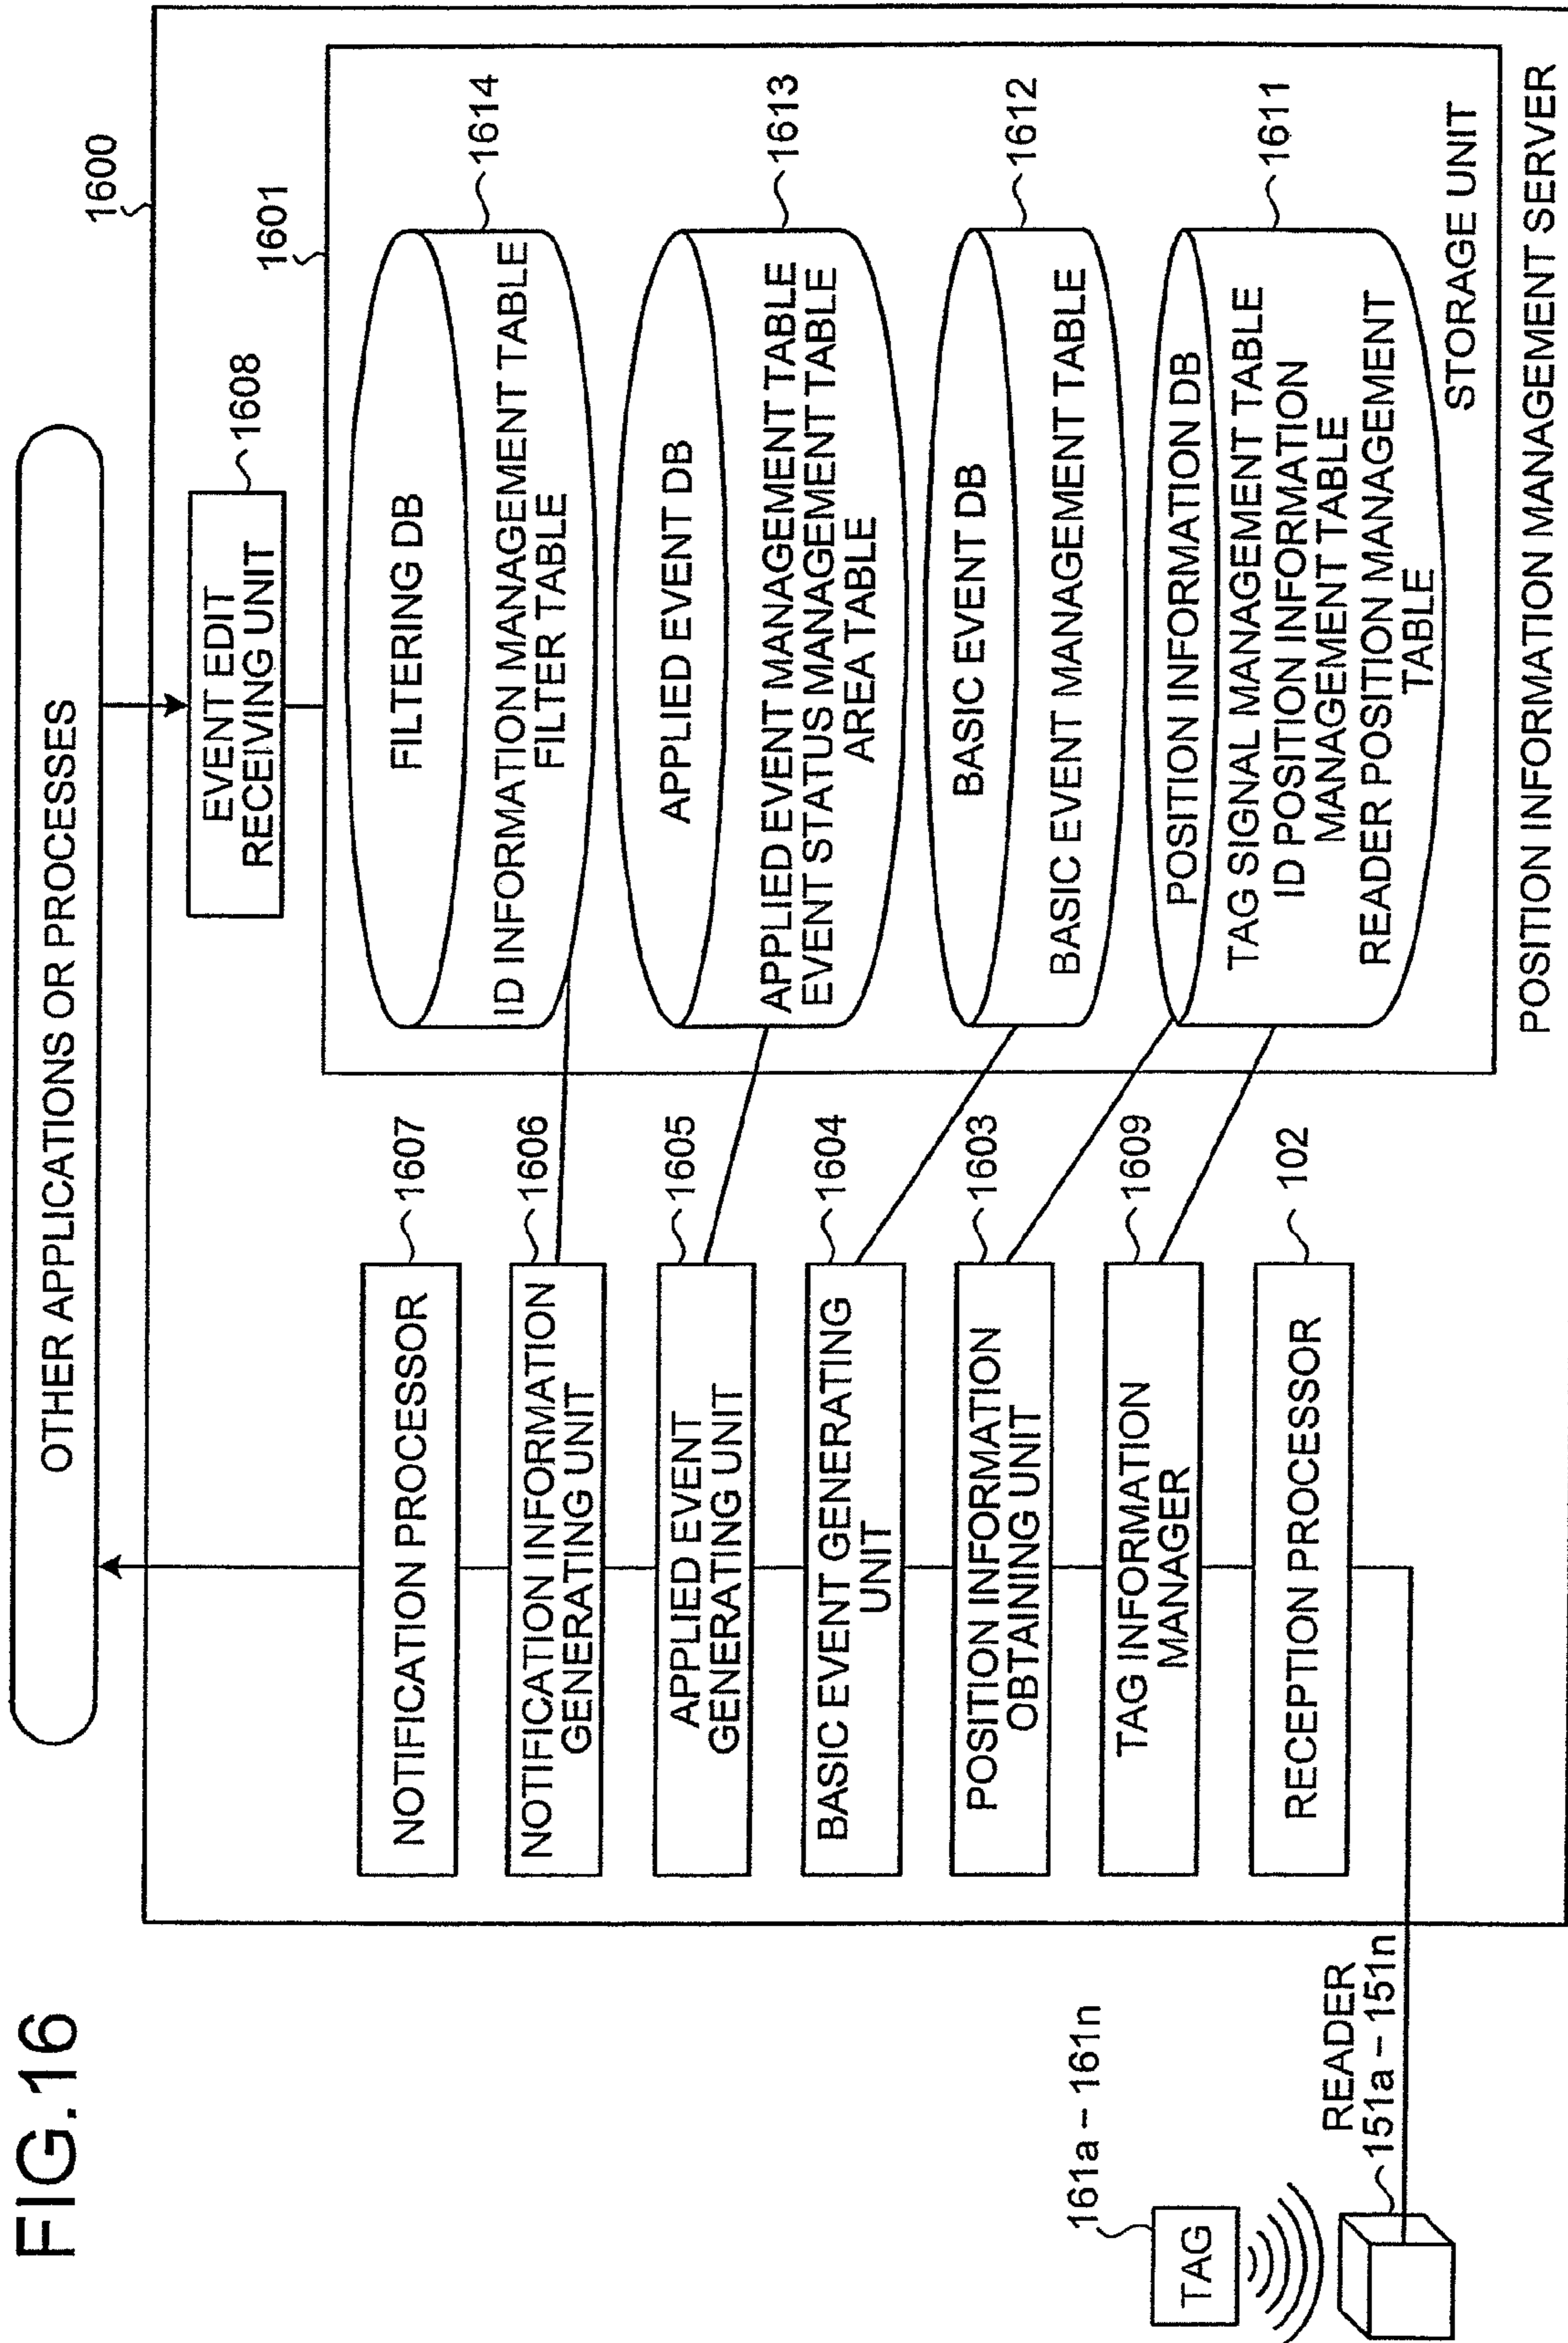 FIG.16
OTHER APPLICATIONS OR PROCESSES
1600
EVENT EDIT
RECEIVING UNIT
1608
1601
NOTIFICATION PROCESSOR
1607
NOTIFICATION INFORMATION
GENERATING UNIT
1606
APPLIED EVENT
GENERATING UNIT
1605
BASIC EVENT GENERATING
UNIT
1604
POSITION INFORMATION
OBTAINING UNIT
1603
TAG INFORMATION
MANAGER
1609
RECEPTION PROCESSOR
102
FILTERING DB
ID INFORMATION MANAGEMENT TABLE
FILTER TABLE
1614
APPLIED EVENT DB
APPLIED EVENT MANAGEMENT TABLE
EVENT STATUS MANAGEMENT TABLE
AREA TABLE
1613
BASIC EVENT DB
BASIC EVENT MANAGEMENT TABLE
1612
POSITION INFORMATION DB
TAG SIGNAL MANAGEMENT TABLE
ID POSITION INFORMATION
MANAGEMENT TABLE
READER POSITION MANAGEMENT
TABLE
1611
STORAGE UNIT
POSITION INFORMATION MANAGEMENT SERVER
161a – 161n
TAG
READER
151a – 151n